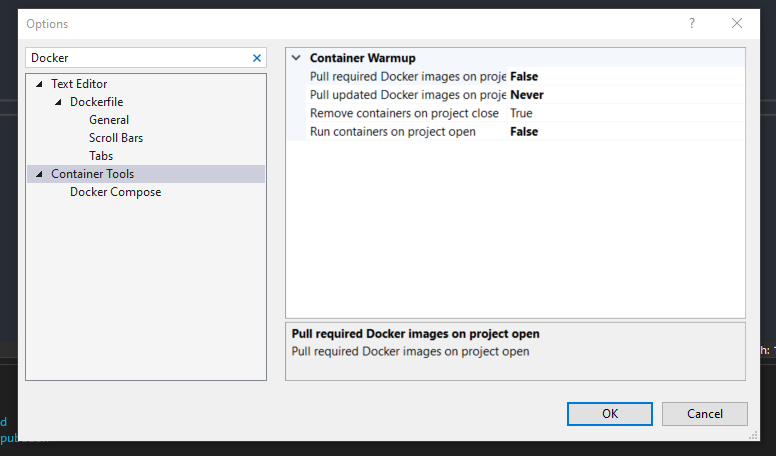 Options
?
Docker
Text Editor
Dockerfile
General
Scroll Bars
Tabs
Container Tools
Docker Compose
Container Warmup
Pull required Docker images on proje False
Pull updated Docker images on proje Never
Remove containers on project close True
Run containers on project open False
Pull required Docker images on project open
Pull required Docker images on project open
OK Cancel
h:
d